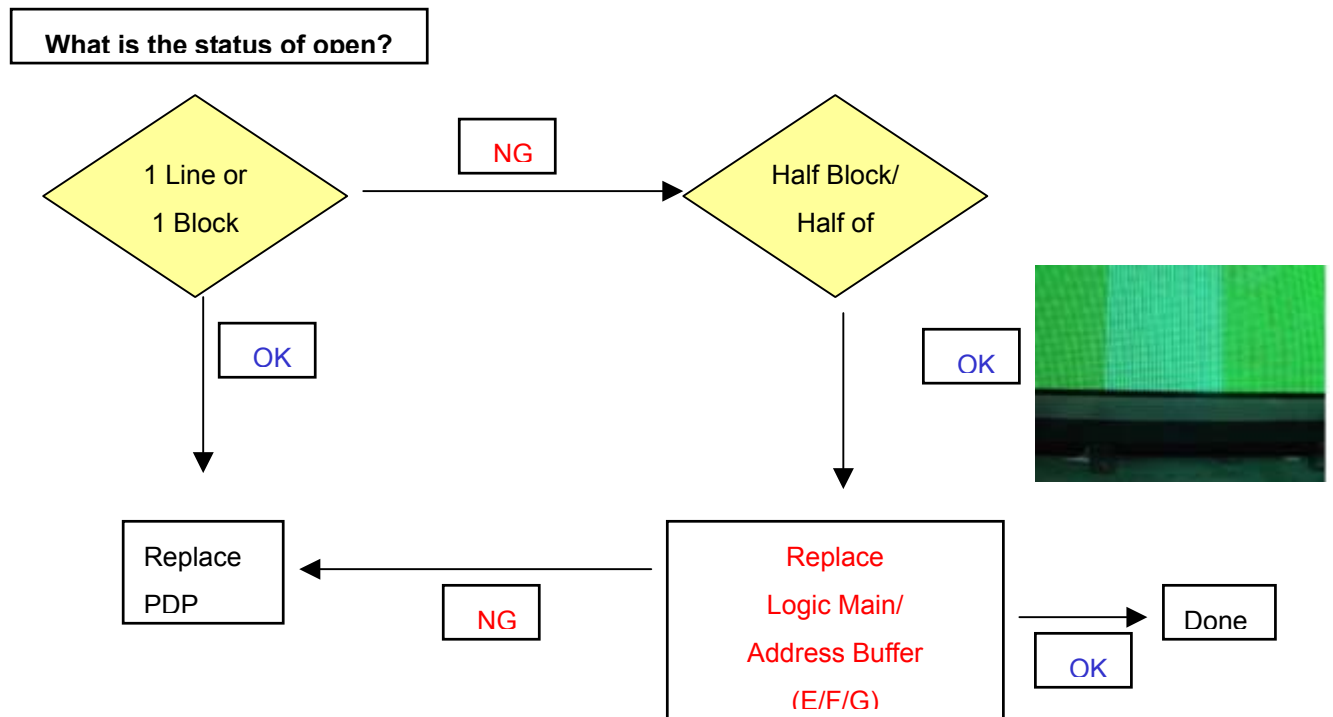 What is the status of open?
1 Line or
1 Block
NG
Half Block/
Half of
OK
OK
Replace
PDP
NG
Replace
Logic Main/
Address Buffer
(E/F/G)
OK
Done